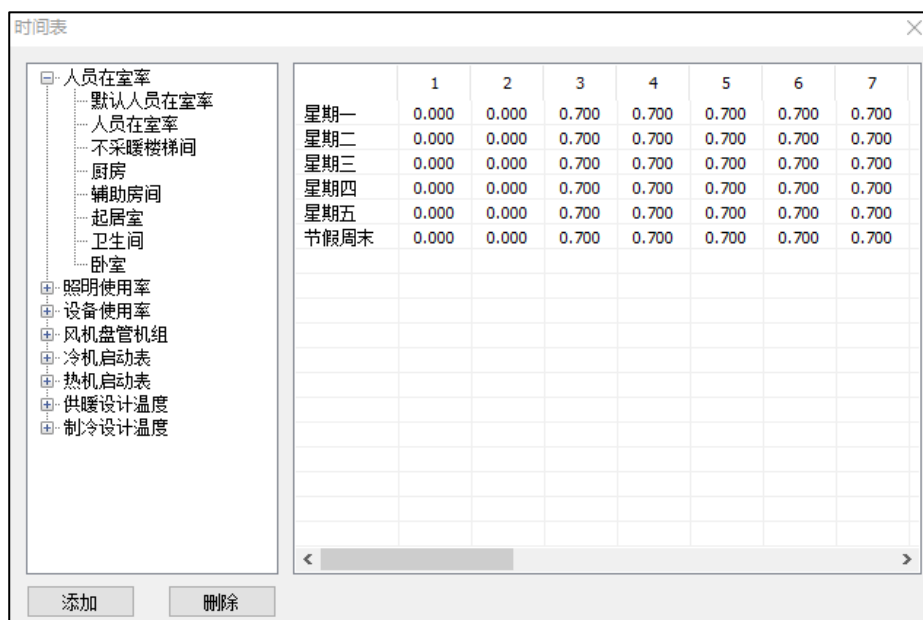 时间表
人员在室率
默认人员在室率
人员在室率
不采暖楼梯间
厨房
辅助房间
起居室
卫生间
卧室
照明使用率
设备使用率
风机盘管机组
冷机启动表
热机启动表
供暖设计温度
制冷设计温度
1 2 3 4 5 6 7
星期一 0.000 0.000 0.700 0.700 0.700 0.700 0.700
星期二 0.000 0.000 0.700 0.700 0.700 0.700 0.700
星期三 0.000 0.000 0.700 0.700 0.700 0.700 0.700
星期四 0.000 0.000 0.700 0.700 0.700 0.700 0.700
星期五 0.000 0.000 0.700 0.700 0.700 0.700 0.700
节假周末 0.000 0.000 0.700 0.700 0.700 0.700 0.700
添加 删除